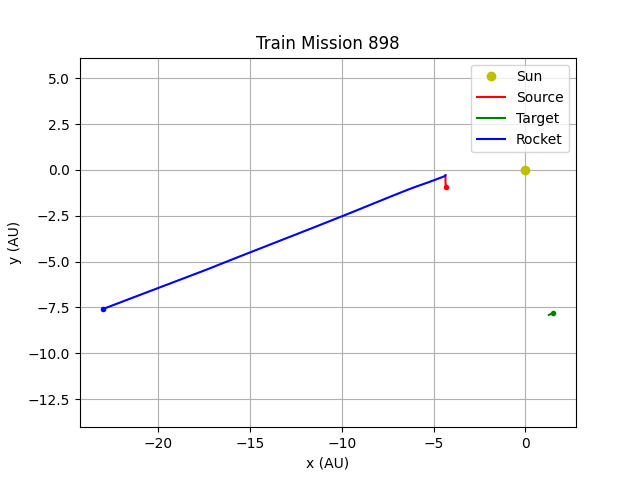 Train Mission 898
Sun
Source
Target
Rocket
5.0
2.5
0.0
−2.5
−5.0
−7.5
−10.0
−12.5
y (AU)
−20
−15
−10
−5
0
x (AU)